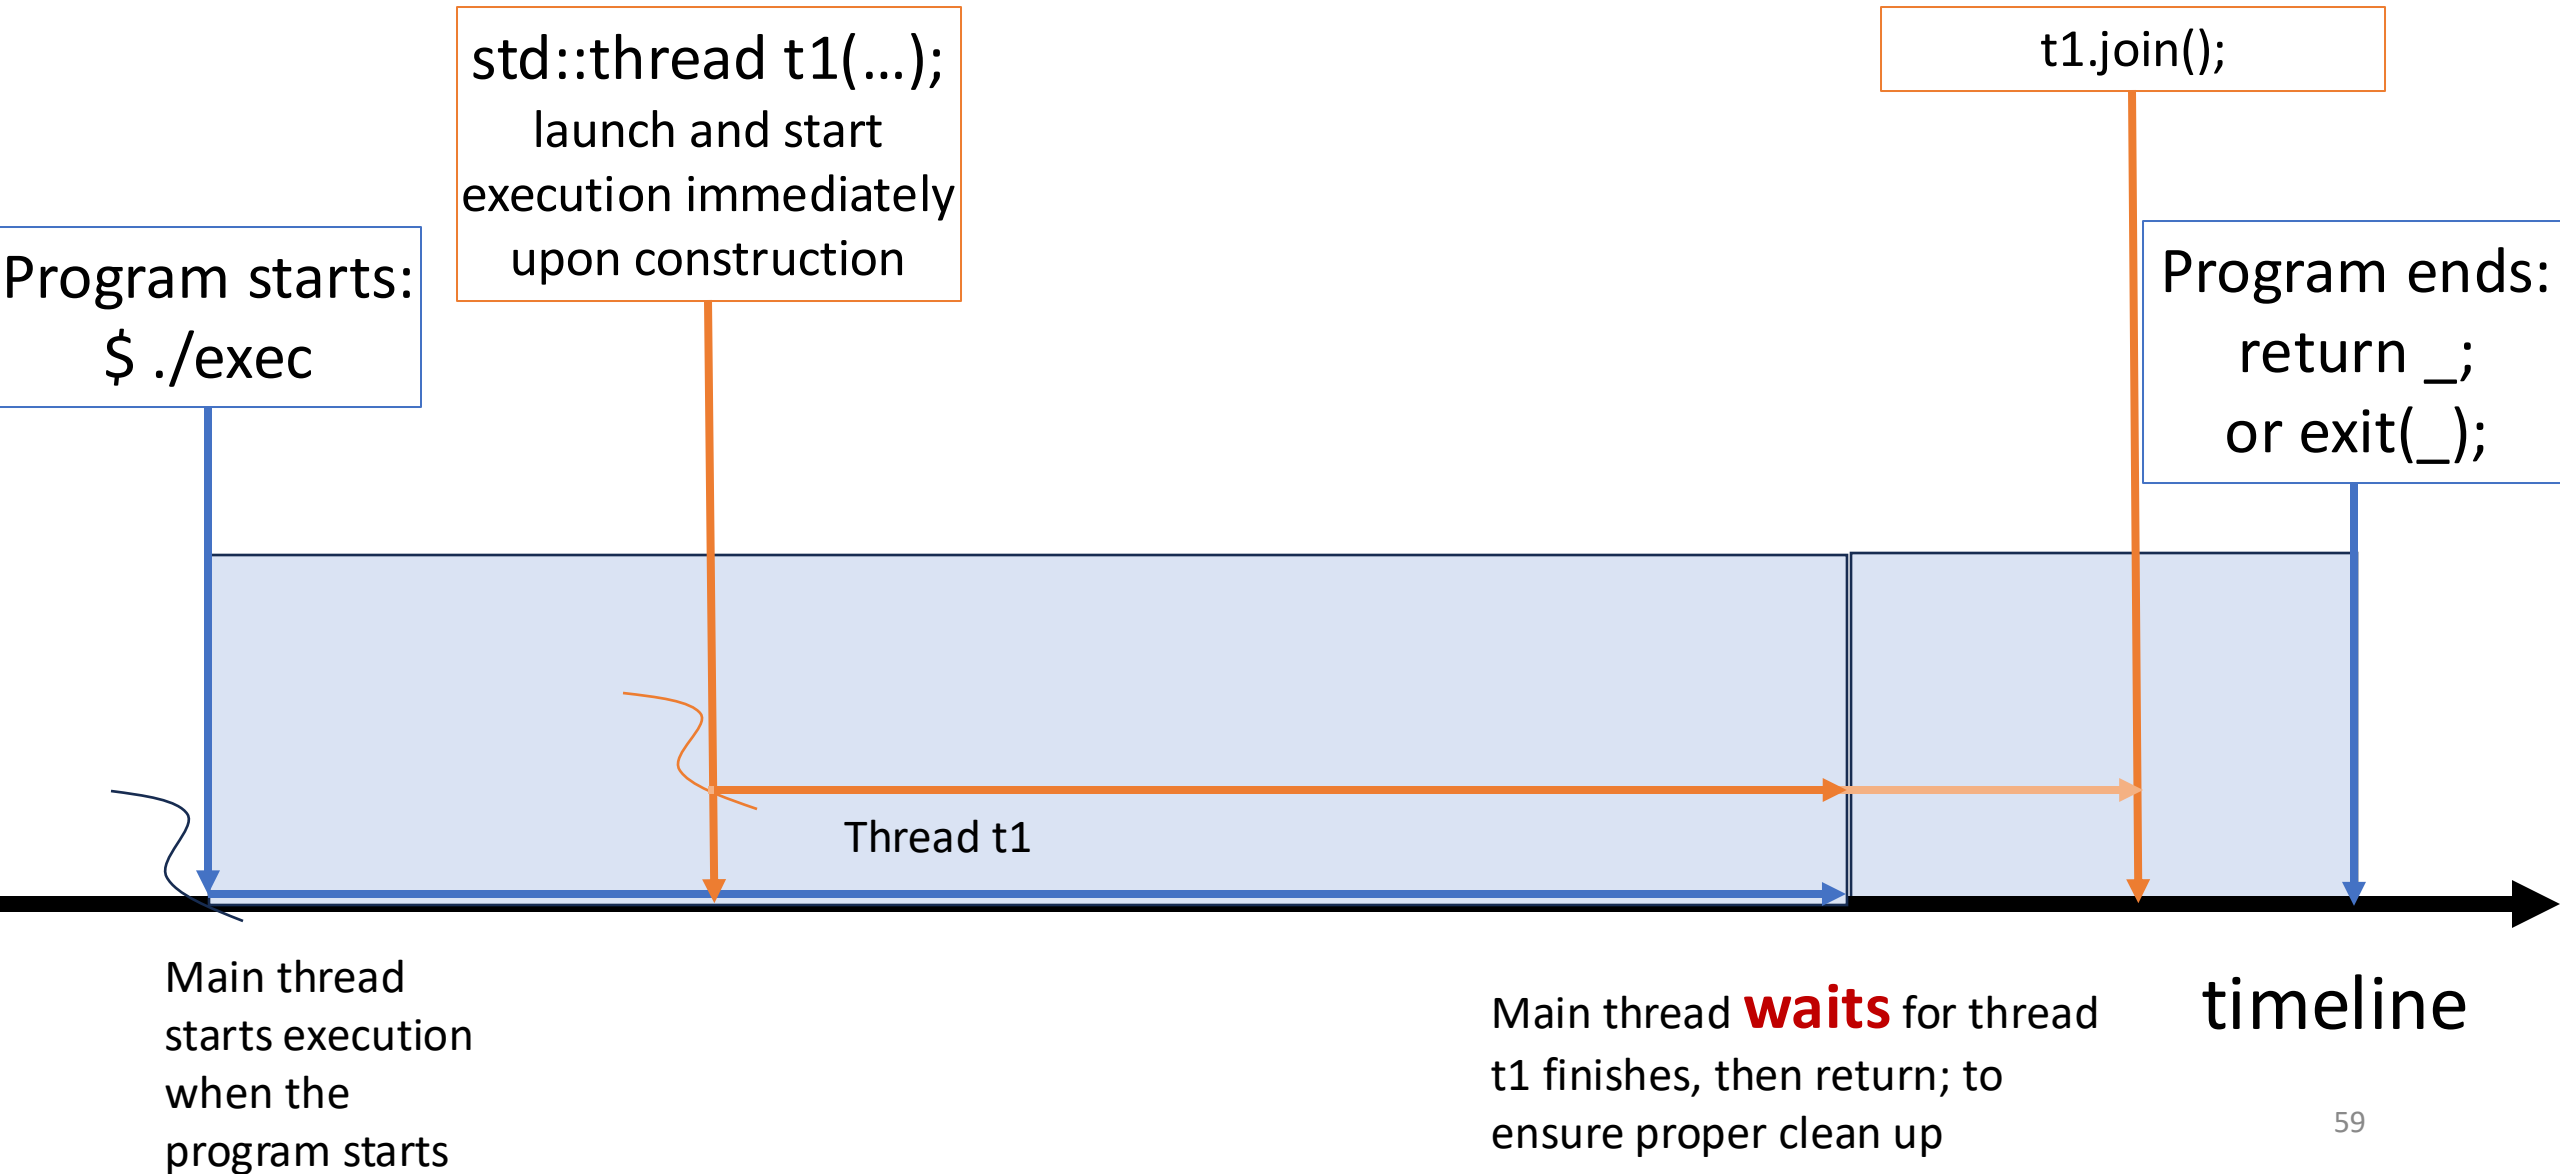 std::thread t1(...);
launch and start
execution immediately
upon construction
t1.join();
Program starts:
$ ./exec
Program ends:
return _;
or exit(_);
Thread t1
Main thread
starts execution
when the
program starts
Main thread waits for thread
t1 finishes, then return; to
ensure proper clean up
timeline
59